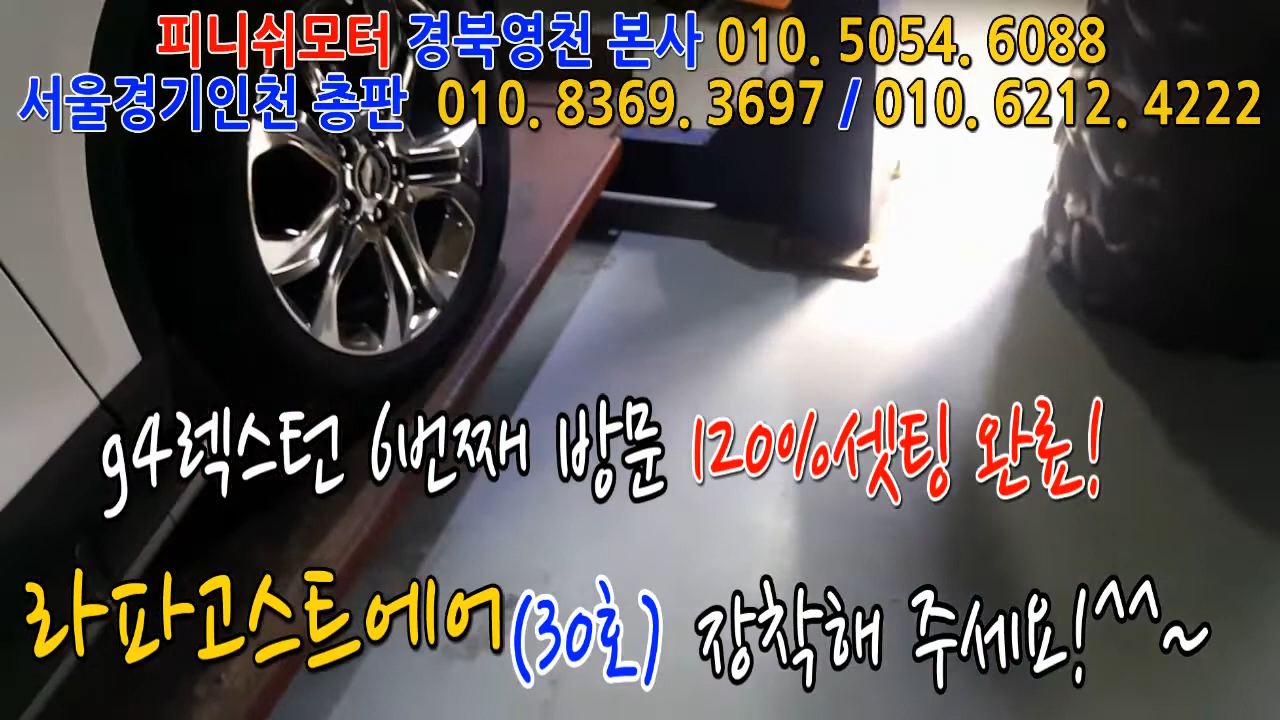 피니쉬모터 경북영천 본사 010. 5054. 6088
서울경기인천 총판 010. 8369. 3697 / 010. 6212. 4222
g4렉스턴 6번째 방문 120%셋팅 완료!
라파고스트에어(30호) 장착해 주세요!^^~